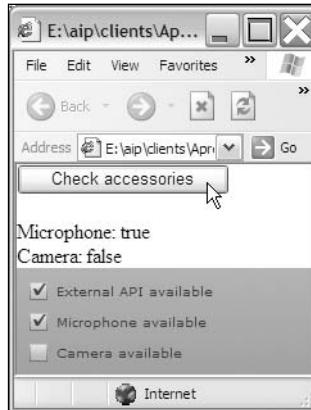 E:\aip\clients\Ap...
File Edit View Favorites »
Back »
Address E:\aip\clients\Apr Go
Check accessories
Microphone: true
Camera: false
External API available
Microphone available
Camera available
Internet